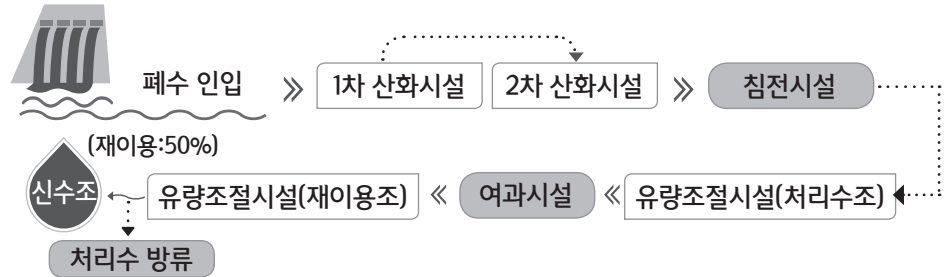 폐수 인입
1차 산화시설
2차 산화시설
침전시설
(재이용:50%)
신수조
유량조절시설(재이용조)
여과시설
유량조절시설(처리수조)
처리수 방류